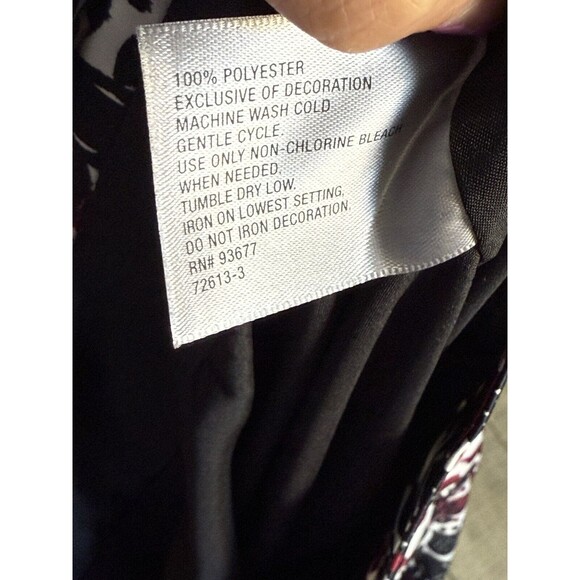 100% POLYESTER
EXCLUSIVE OF DECORATION
MACHINE WASH COLD
GENTLE CYCLE.
USE ONLY NON-CHLORINE BLEACH
WHEN NEEDED.
TUMBLE DRY LOW.
IRON ON LOWEST SETTING.
DO NOT IRON DECORATION.
RN# 93677
72613-3